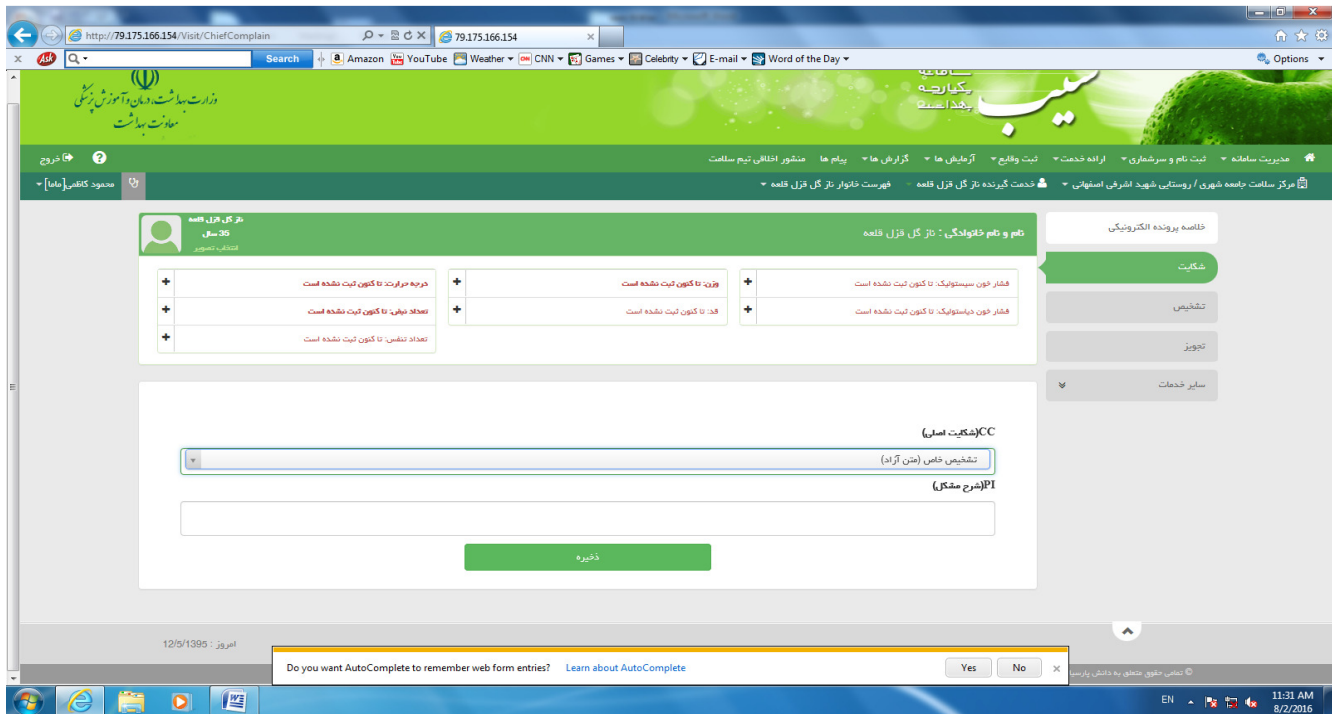 http://79.175.166.154/Visit/ChiefComplain
79.175.166.154
Ask
Search
Amazon YouTube Weather CNN Games Celebrity E-mail Word of the Day
Options
وزارت بهداشت، درمان و آموزش پزشکی
معاونت بهداشت
سامانه
یکپارچه
بهداشت
سیب
مدیریت سامانه ثبت نام و سرشماری ارائه خدمت ثبت وقایع آزمایش ها گزارش ها پیام ها منشور اخلاقی تیم سلامت
خروج
مرکز سلامت جامعه شهری / روستایی شهید اشرفی اصفهانی خدمت گیرنده ناز گل قزل قلعه فهرست خانوار ناز گل قزل قلعه
محمود کاظمی[ماما]
خلاصه پرونده الکترونیکی
شکایت
تشخیص
تجویز
سایر خدمات
نام و نام خانوادگی : ناز گل قزل قلعه
ناز گل قزل قلعه
35 سال
انتخاب تصویر
فشار خون سیستولیک: تا کنون ثبت نشده است
وزن: تا کنون ثبت نشده است
درجه حرارت: تا کنون ثبت نشده است
فشار خون دیاستولیک: تا کنون ثبت نشده است
قد: تا کنون ثبت نشده است
تعداد نبض: تا کنون ثبت نشده است
تعداد تنفس: تا کنون ثبت نشده است
CC(شکایت اصلی)
تشخیص خاص (متن آزاد)
PI(شرح مشکل)
ذخیره
امروز : 12/5/1395
© تمامی حقوق متعلق به دانش پارسیا
Do you want AutoComplete to remember web form entries? Learn about AutoComplete
Yes
No
EN
11:31 AM
8/2/2016